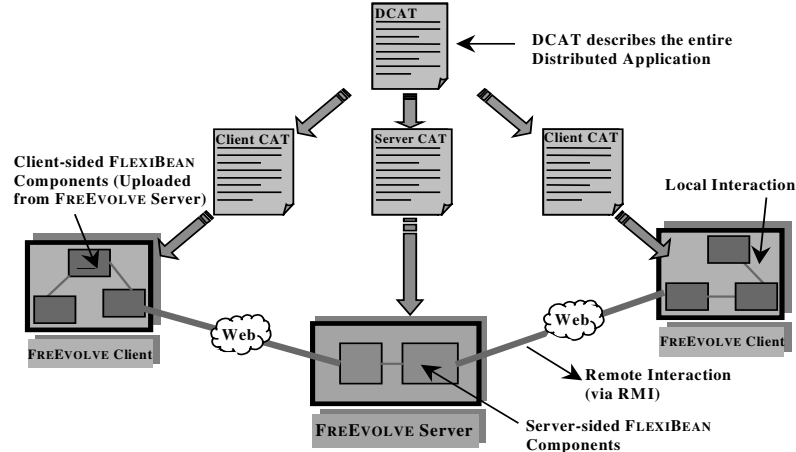 DCAT
DCAT describes the entire
Distributed Application
Client CAT
Server CAT
Client CAT
Client-sided FLEXIBEAN
Components (Uploaded
from FREEVOLVE Server)
Local Interaction
Web
Web
FREEVOLVE Client
FREEVOLVE Client
Remote Interaction
(via RMI)
FREEVOLVE Server
Server-sided FLEXIBEAN
Components